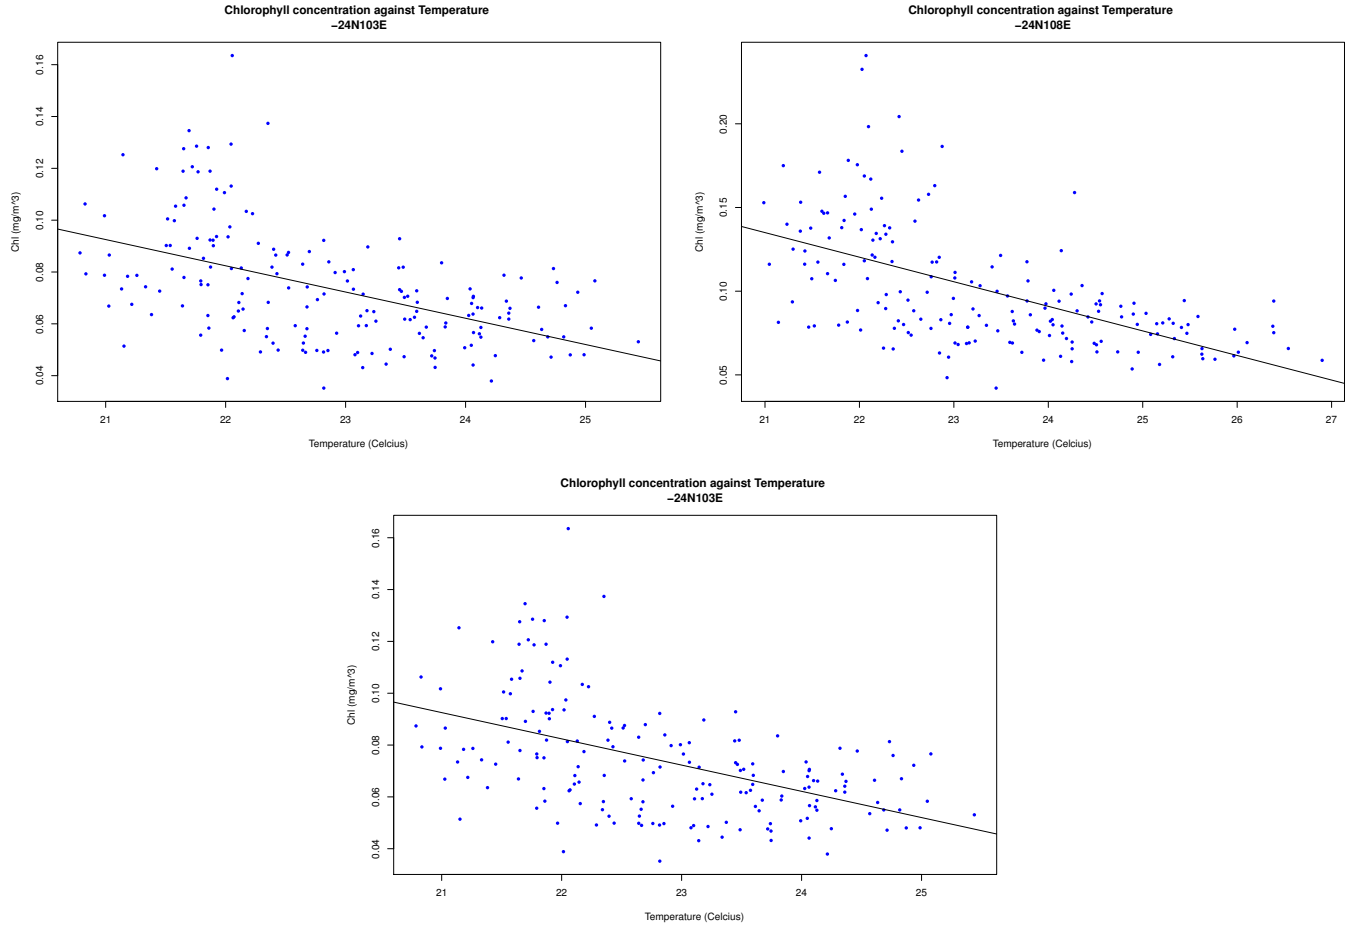 Chlorophyll concentration against Temperature
−24N103E
Chl (mg/m^3)
0.16
0.14
0.12
0.10
0.08
0.06
0.04
21 22 23 24 25
Temperature (Celcius)
Chlorophyll concentration against Temperature
−24N108E
Chl (mg/m^3)
0.20
0.15
0.10
0.05
21 22 23 24 25 26 27
Temperature (Celcius)
Chlorophyll concentration against Temperature
−24N103E
Chl (mg/m^3)
0.16
0.14
0.12
0.10
0.08
0.06
0.04
21 22 23 24 25
Temperature (Celcius)